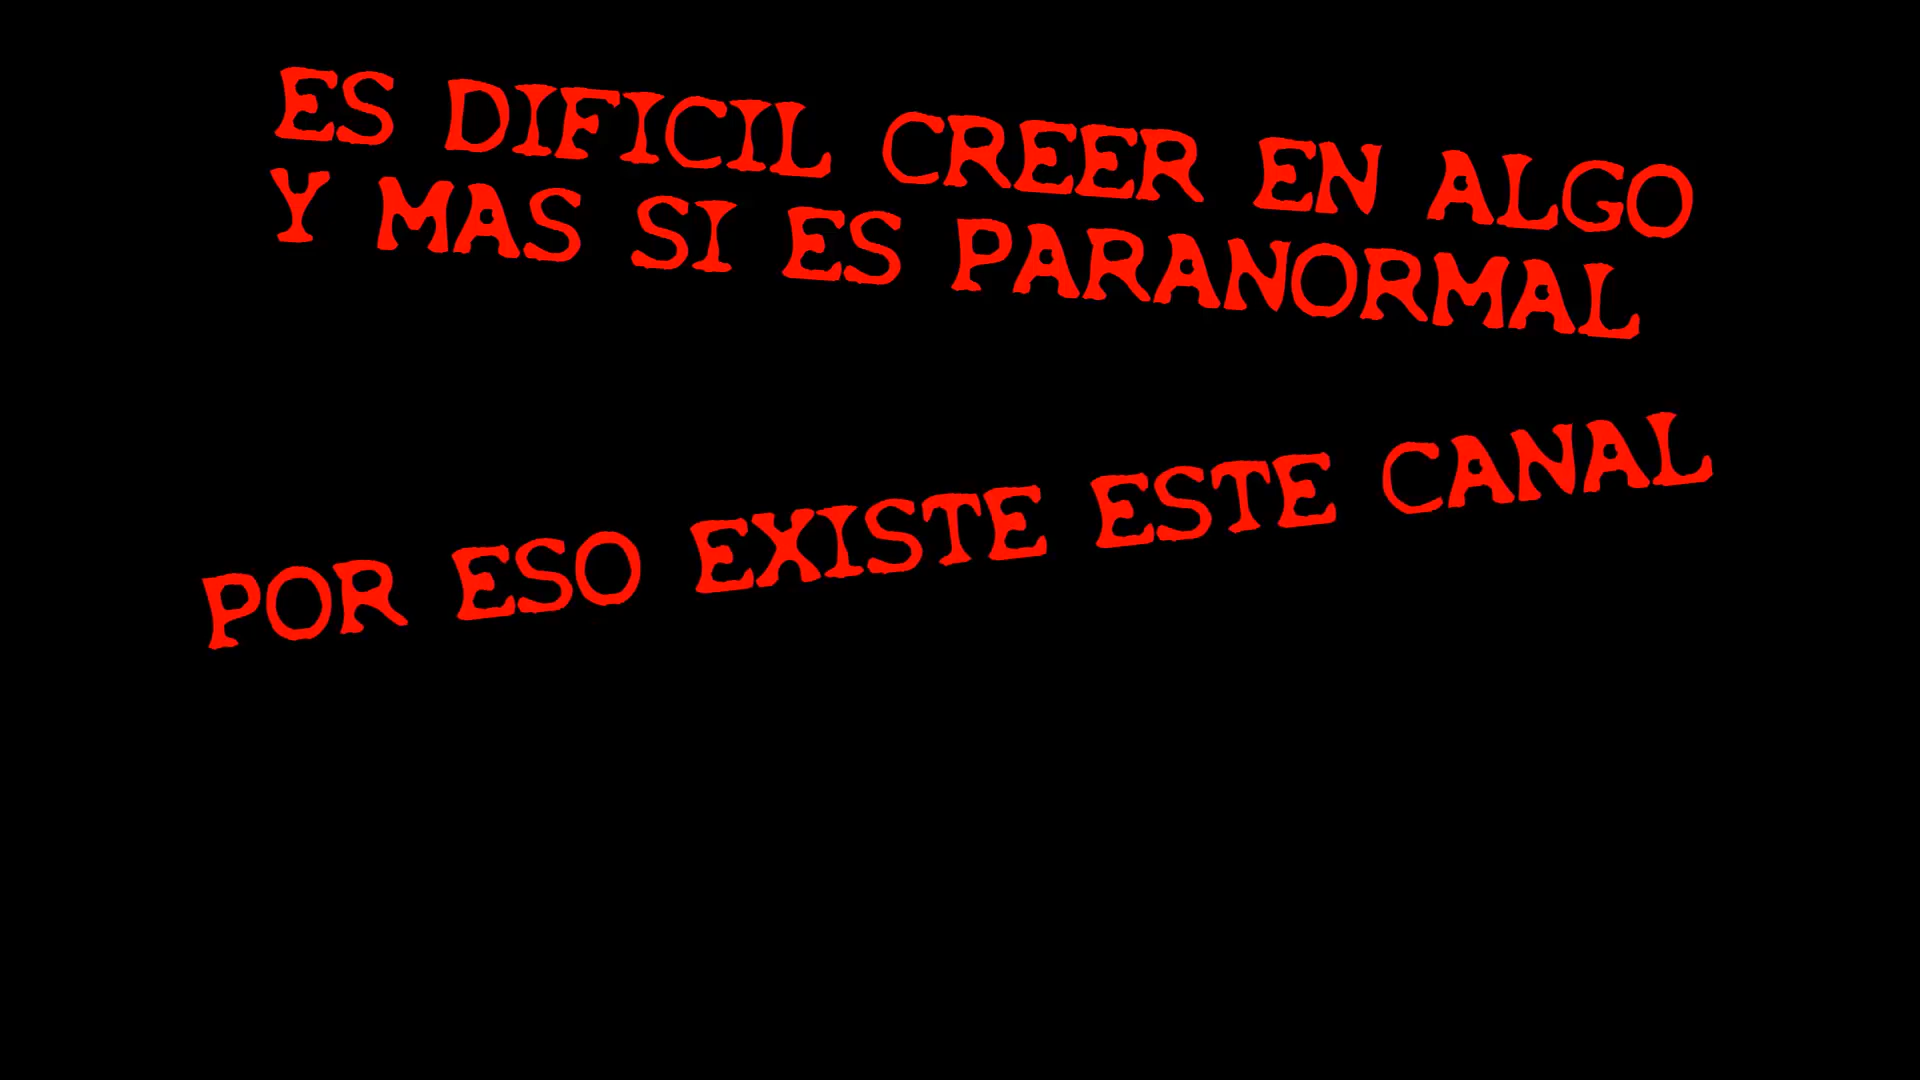 ES DIFICIL CREER EN ALGO
Y MAS SI ES PARANORMAL
POR ESO EXISTE ESTE CANAL